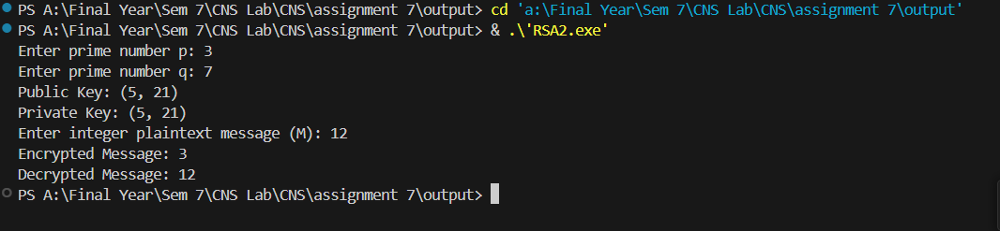 PS A:\Final Year\Sem 7\CNS Lab\CNS\assignment 7\output> cd 'a:\Final Year\Sem 7\CNS Lab\CNS\assignment 7\output'
PS A:\Final Year\Sem 7\CNS Lab\CNS\assignment 7\output> & .\'RSA2.exe'
Enter prime number p: 3
Enter prime number q: 7
Public Key: (5, 21)
Private Key: (5, 21)
Enter integer plaintext message (M): 12
Encrypted Message: 3
Decrypted Message: 12
PS A:\Final Year\Sem 7\CNS Lab\CNS\assignment 7\output>